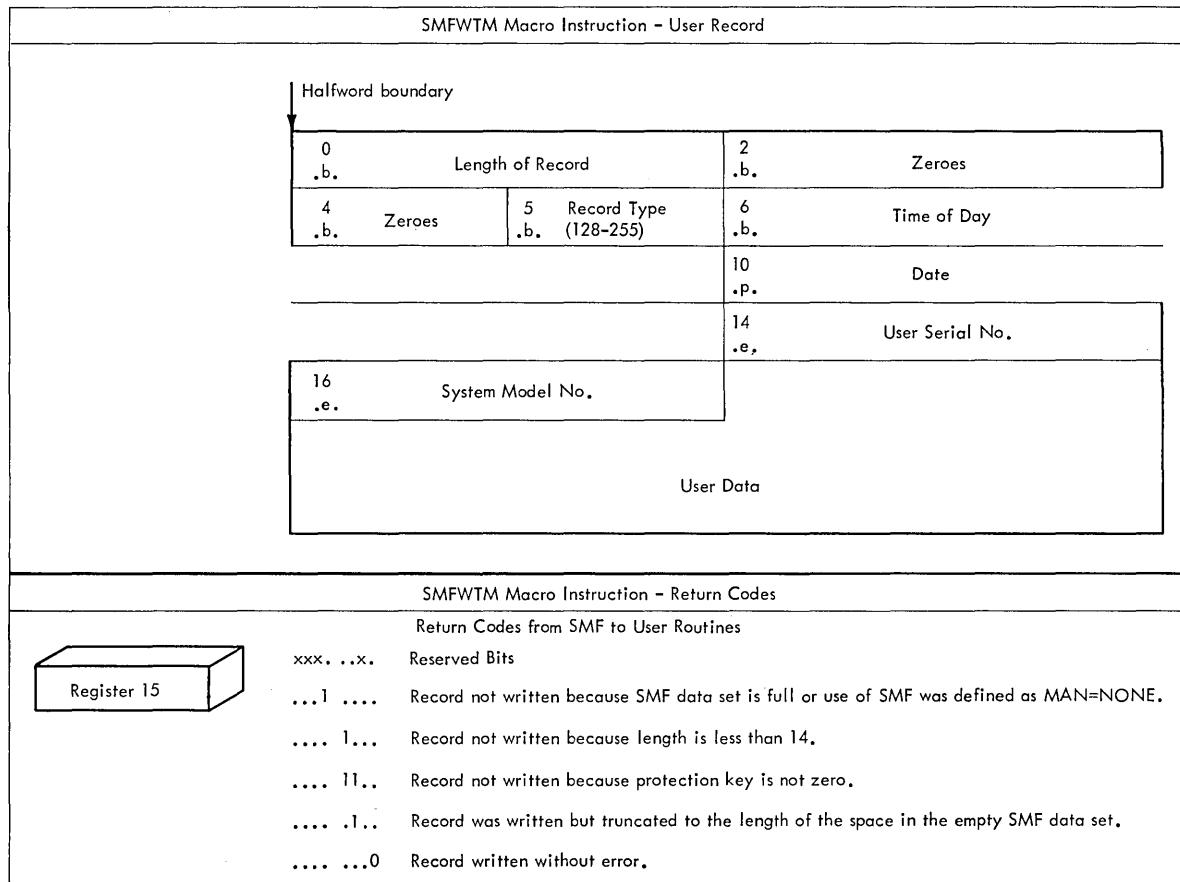 SMFWTM Macro Instruction - User Record
Halfword boundary
0
.b. Length of Record
2
.b. Zeroes
4
.b. Zeroes
5 Record Type
.b. (128-255)
6
.b. Time of Day
10
.p. Date
14
.e. User Serial No.
16
.e. System Model No.
User Data
SMFWTM Macro Instruction - Return Codes
Return Codes from SMF to User Routines
Register 15
xxx. ..x. Reserved Bits
...1 .... Record not written because SMF data set is full or use of SMF was defined as MAN=NONE.
.... 1... Record not written because length is less than 14.
.... 11.. Record not written because protection key is not zero.
.... .1.. Record was written but truncated to the length of the space in the empty SMF data set.
.... ...0 Record written without error.